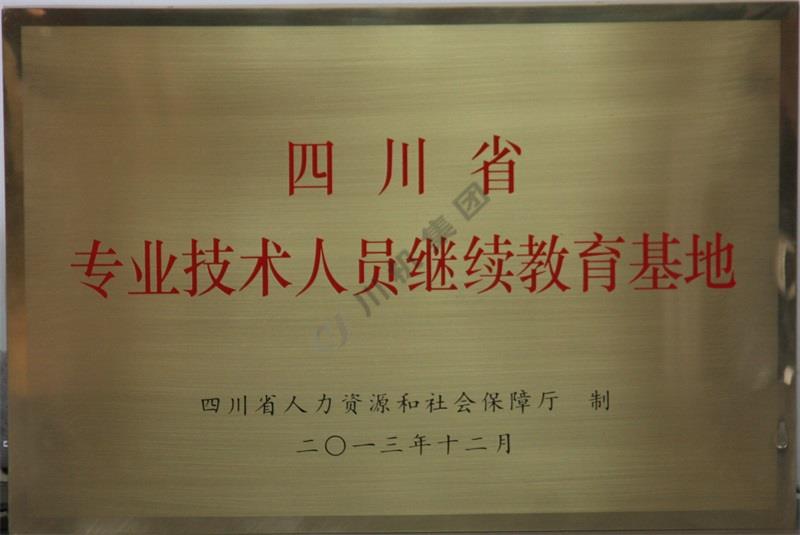 四川省
专业技术人员继续教育基地
四川省人力资源和社会保障厅 制
二〇一三年十二月